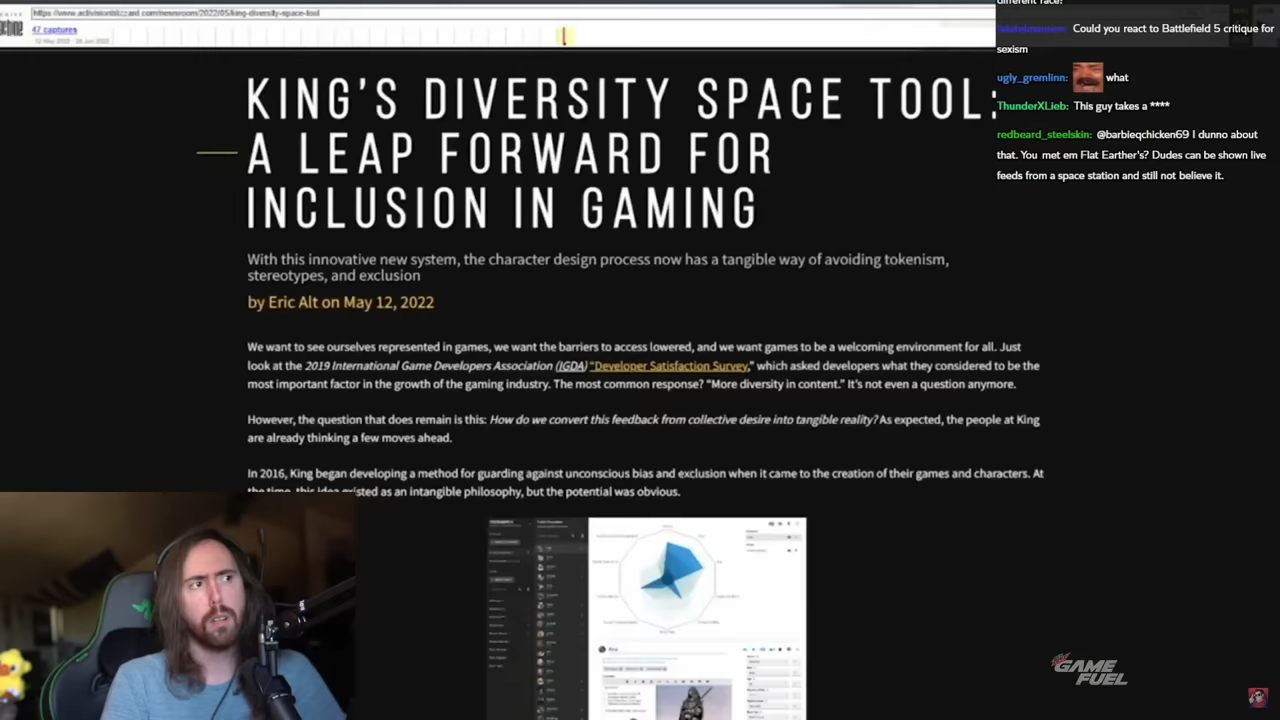 https://www.activisionblizzard.com/newsroom/2022/05/king-diversity-space-tool
47 captures
12 May 2022 - 28 Jun 2023
KING'S DIVERSITY SPACE TOOL:
A LEAP FORWARD FOR
INCLUSION IN GAMING
With this innovative new system, the character design process now has a tangible way of avoiding tokenism,
stereotypes, and exclusion
by Eric Alt on May 12, 2022
We want to see ourselves represented in games, we want the barriers to access lowered, and we want games to be a welcoming environment for all. Just
look at the 2019 International Game Developers Association (IGDA) “Developer Satisfaction Survey,” which asked developers what they considered to be the
most important factor in the growth of the gaming industry. The most common response? “More diversity in content.” It's not even a question anymore.
However, the question that does remain is this: How do we convert this feedback from collective desire into tangible reality? As expected, the people at King
are already thinking a few moves ahead.
In 2016, King began developing a method for guarding against unconscious bias and exclusion when it came to the creation of their games and characters. At
the time, this idea existed as an intangible philosophy, but the potential was obvious.
different face?
Could you react to Battlefield 5 critique for
sexism
ugly_gremlinn: what
ThunderXLieb: This guy takes a ****
redbeard_steelskin: @barbieqchicken69 I dunno about
that. You met em Flat Earther's? Dudes can be shown live
feeds from a space station and still not believe it.
GAME
FUEL